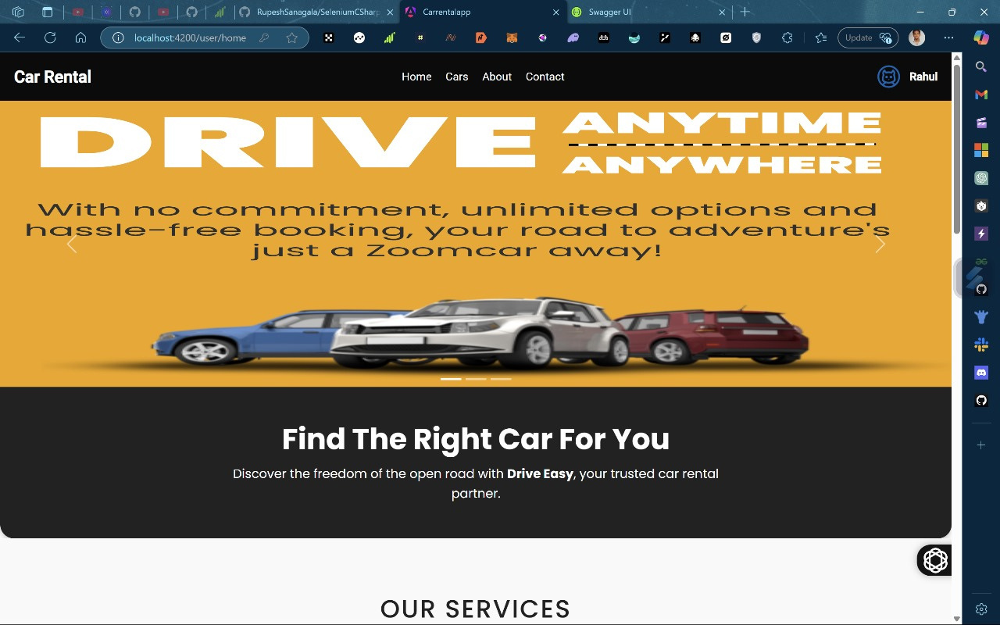 RupeshSanagala/SeleniumCSharp
Carrentalapp
Swagger UI
localhost:4200/user/home
Update
Car Rental
Home
Cars
About
Contact
Rahul
DRIVE
ANYTIME
ANYWHERE
With no commitment, unlimited options and
hassle-free booking, your road to adventure's
just a Zoomcar away!
Find The Right Car For You
Discover the freedom of the open road with Drive Easy, your trusted car rental
partner.
OUR SERVICES